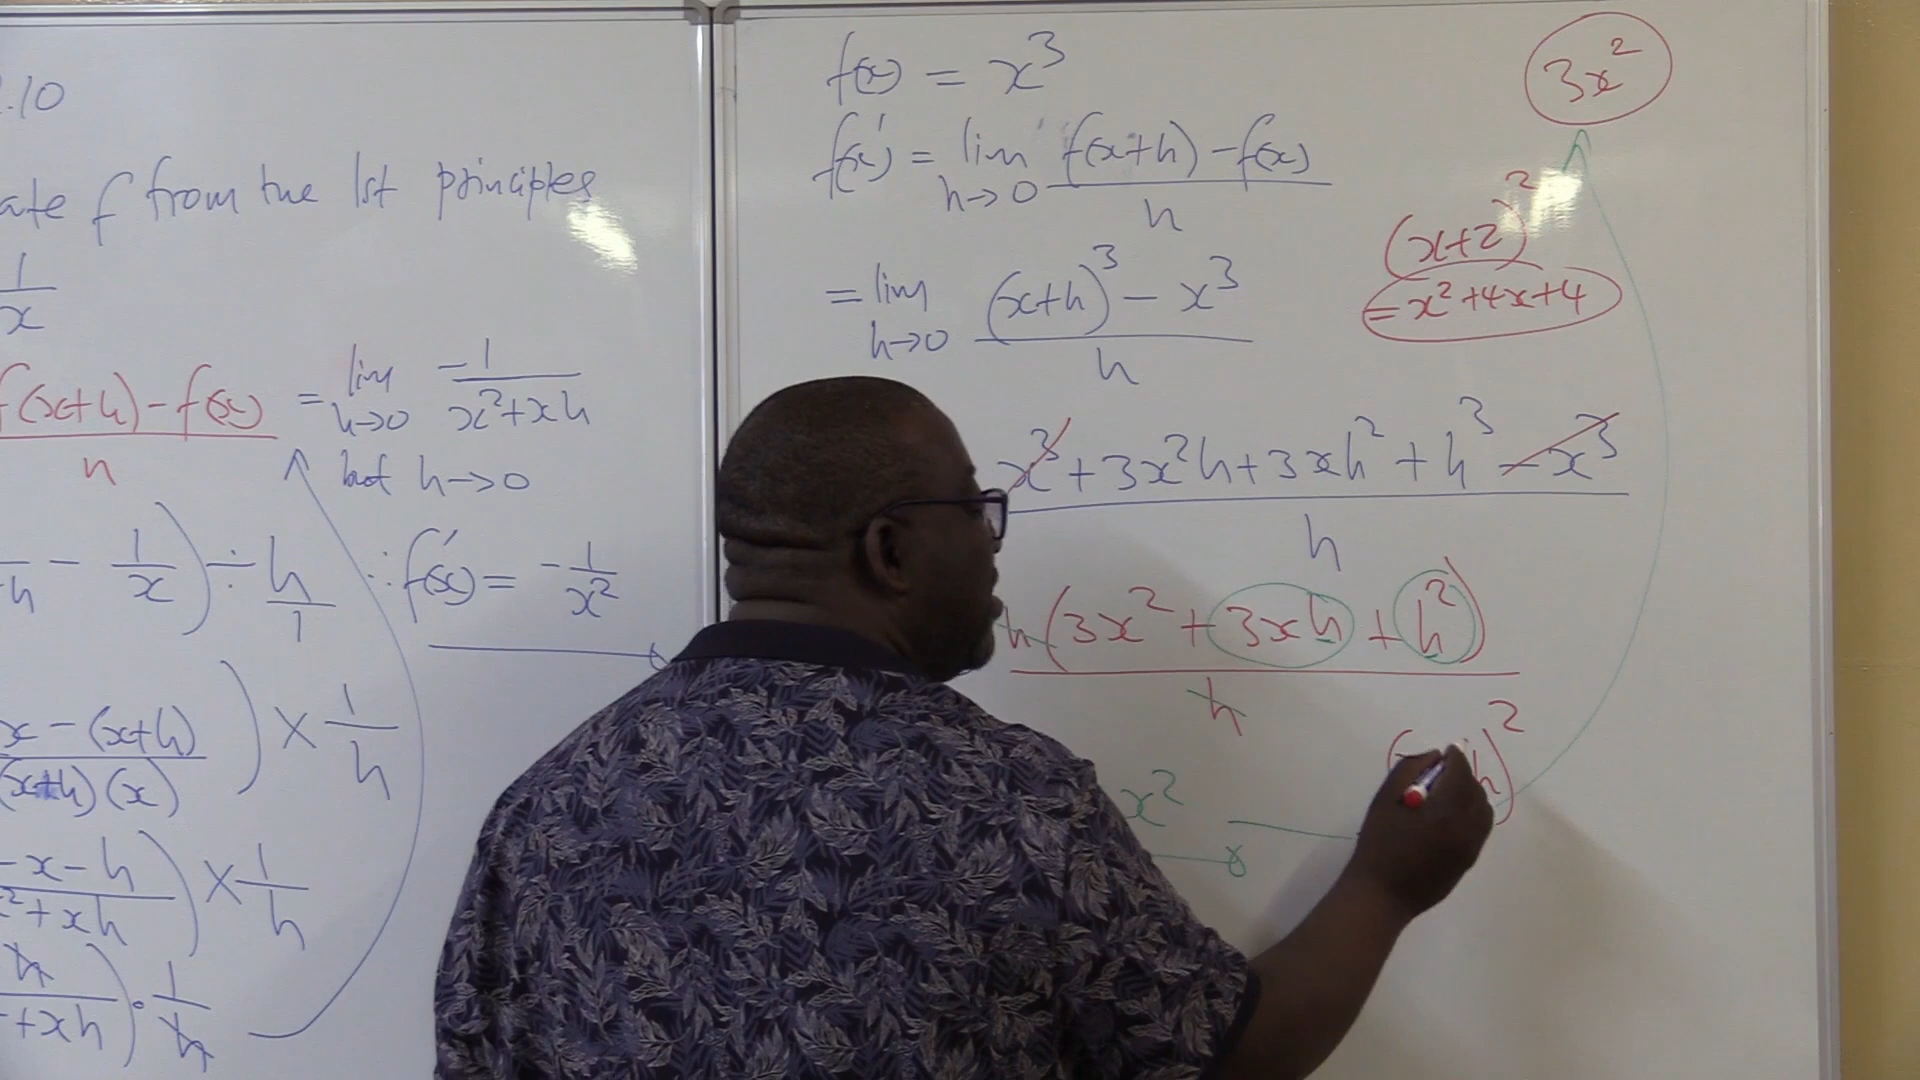 .10
ate f from the 1st principles
1/x
f(x+h) - f(x) / h = lim h→0 -1/x²+xh
but h→0
- 1/x) ÷ h/1
∴ f'(x) = -1/x²
x - (x+h) / (x+h)(x) ) × 1/h
-x-h / x²+xh ) × 1/h
h / +xh ) · 1/h
f(x) = x³
f'(x) = lim h→0 f(x+h) - f(x) / h
= lim h→0 (x+h)³ - x³ / h
x³ + 3x²h + 3xh² + h³ - x³ / h
h(3x² + 3xh + h²) / h
x²
3x²
(x+2)²
= x² + 4x + 4
h)²